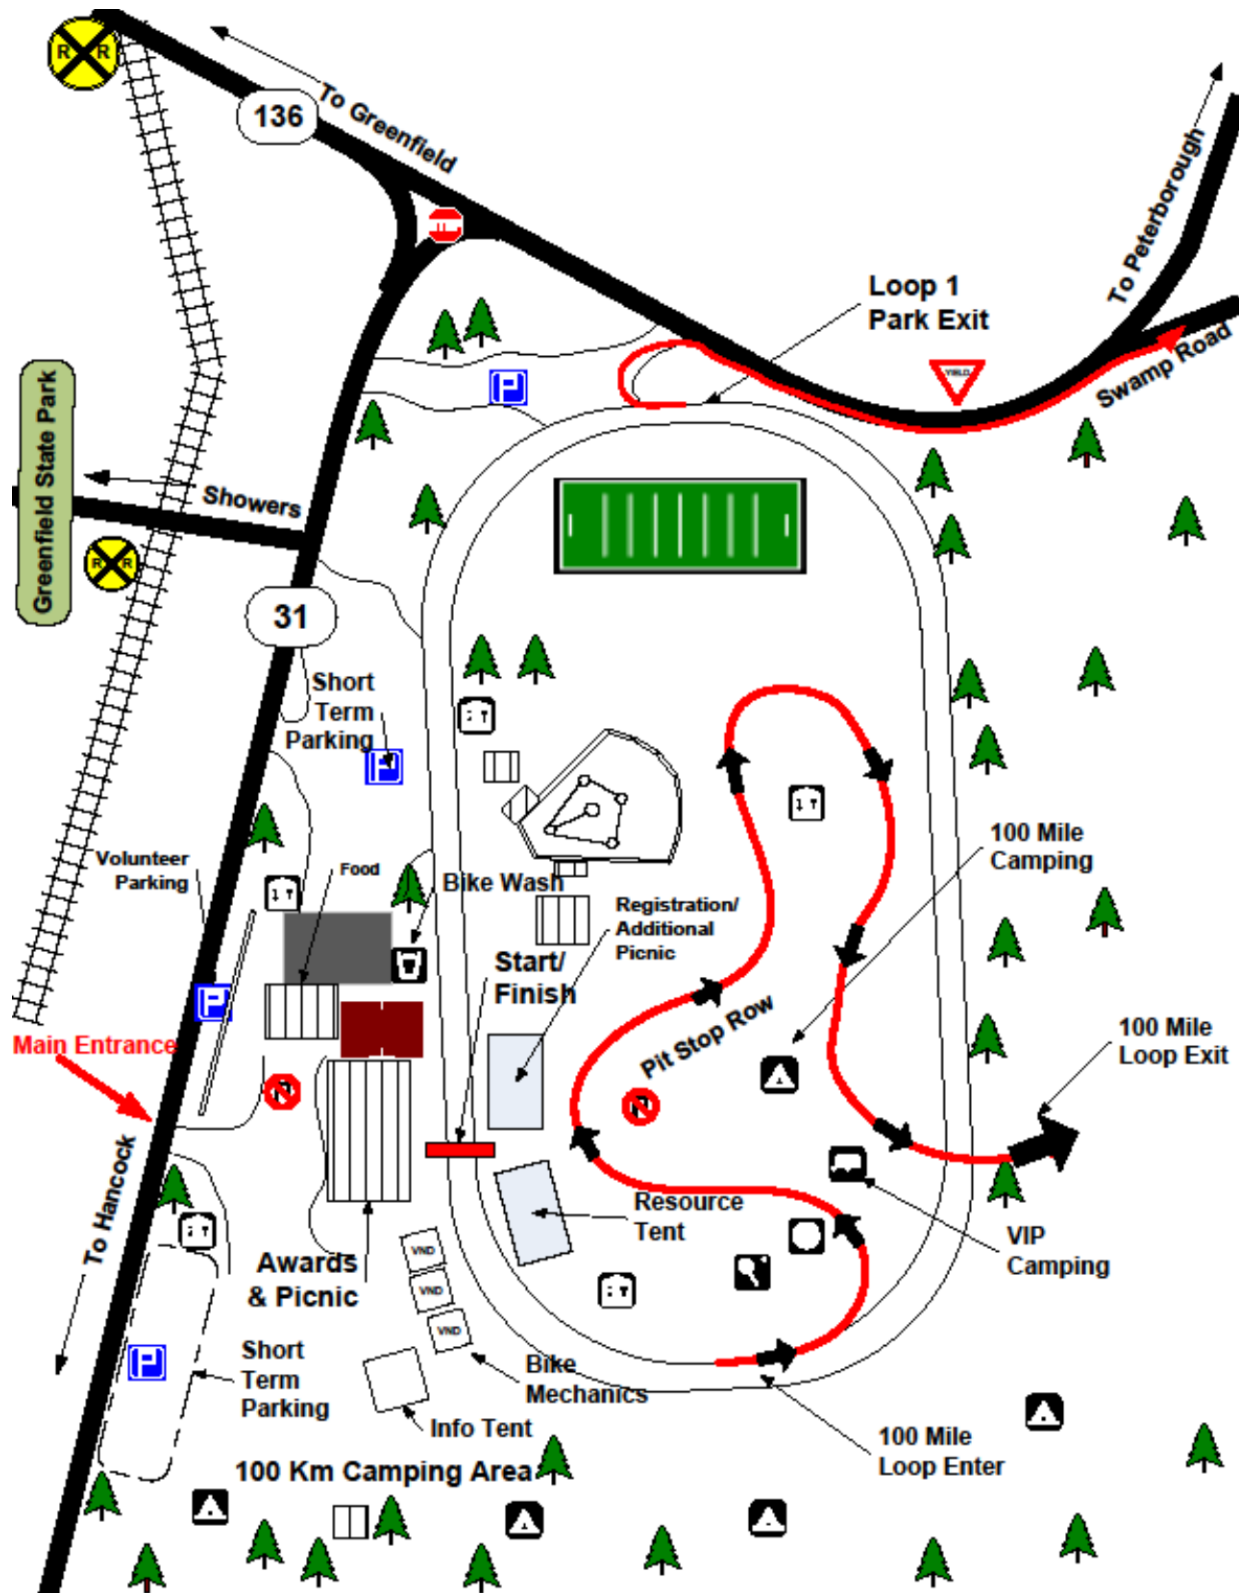 R R
136
To Greenfield
To Peterborough
Loop 1
Park Exit
YIELD
Swamp Road
Greenfield State Park
Showers
R R
31
Short
Term
Parking
100 Mile
Camping
Volunteer
Parking
Food
Bike Wash
Registration/
Additional
Picnic
Start/
Finish
Pit Stop Row
100 Mile
Loop Exit
Main Entrance
To Hancock
Resource
Tent
VIP
Camping
Awards
& Picnic
VND
VND
VND
Short
Term
Parking
Bike
Mechanics
Info Tent
100 Mile
Loop Enter
100 Km Camping Area